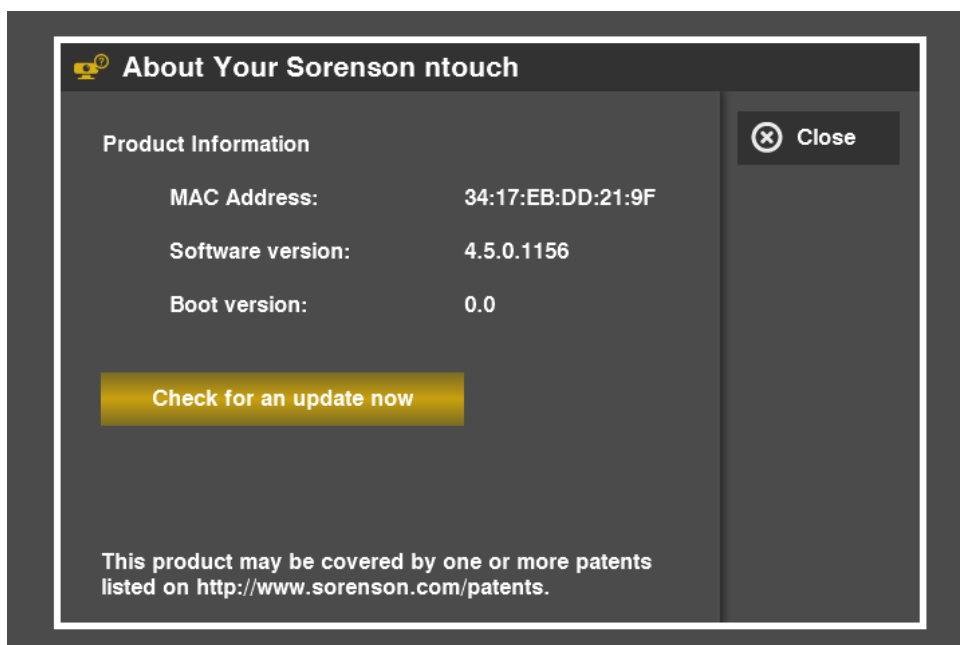 About Your Sorenson ntouch
Product Information
Close
MAC Address: 34:17:EB:DD:21:9F
Software version: 4.5.0.1156
Boot version: 0.0
Check for an update now
This product may be covered by one or more patents
listed on http://www.sorenson.com/patents.